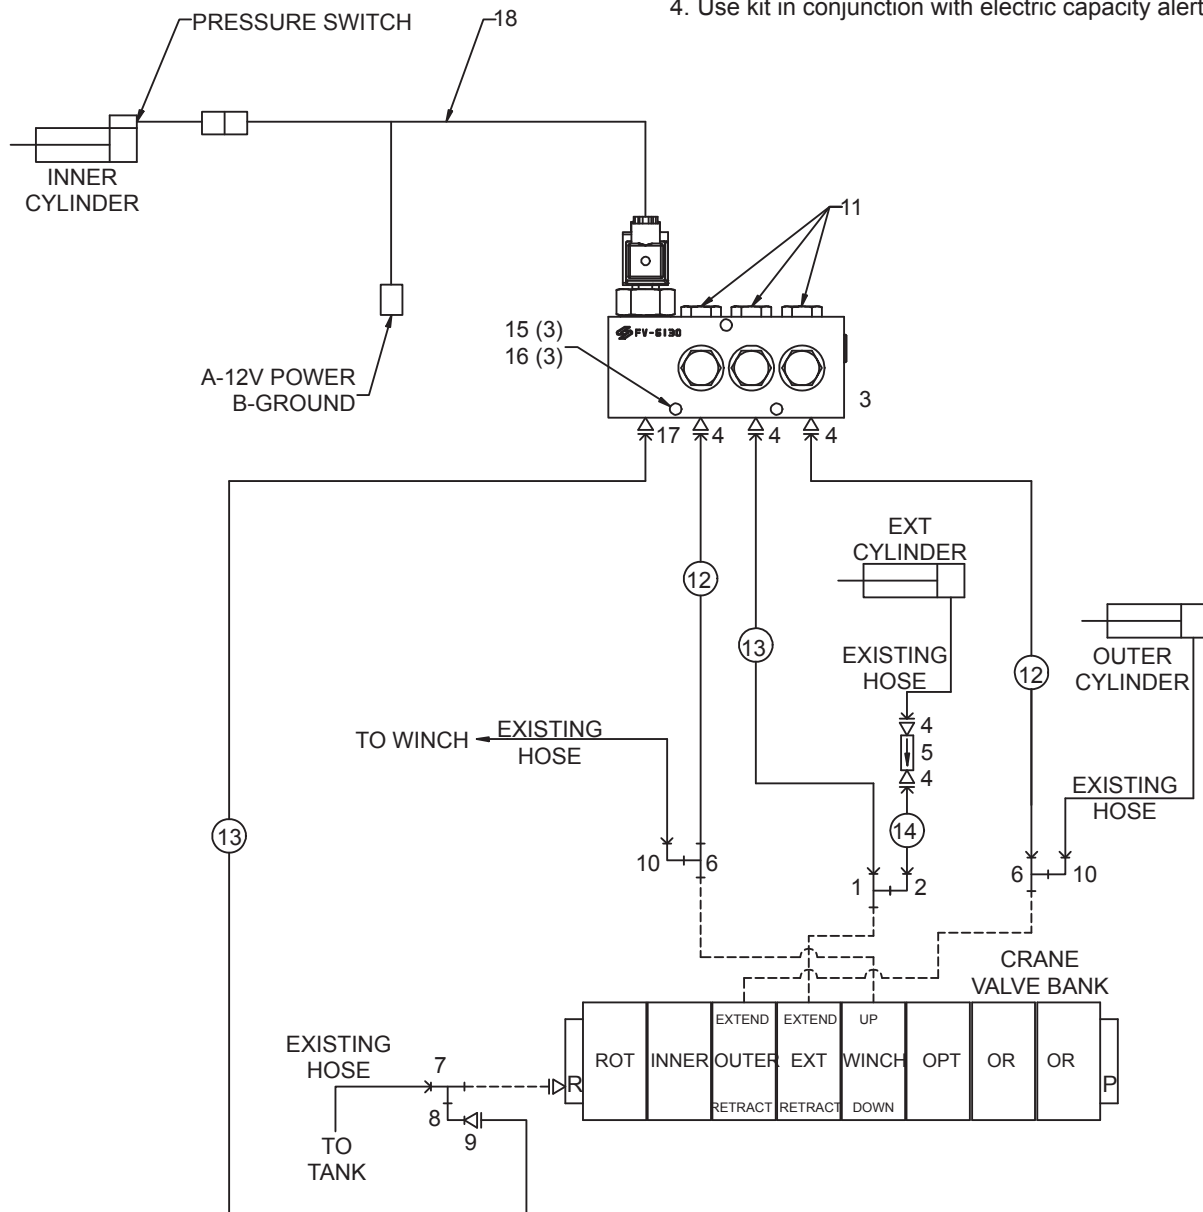 4. Use kit in conjunction with electric capacity alert
PRESSURE SWITCH
18
INNER
CYLINDER
11
FV-6130
15 (3)
16 (3)
A-12V POWER
B-GROUND
3
17
4
4
4
EXT
CYLINDER
12
13
EXISTING
HOSE
12
OUTER
CYLINDER
4
5
4
TO WINCH
EXISTING
HOSE
EXISTING
HOSE
13
14
10
6
1
2
6
10
CRANE
VALVE BANK
EXISTING
HOSE
7
8
9
TO
TANK
R
ROT
INNER
EXTEND
OUTER
RETRACT
EXTEND
EXT
RETRACT
UP
WINCH
DOWN
OPT
OR
OR
P